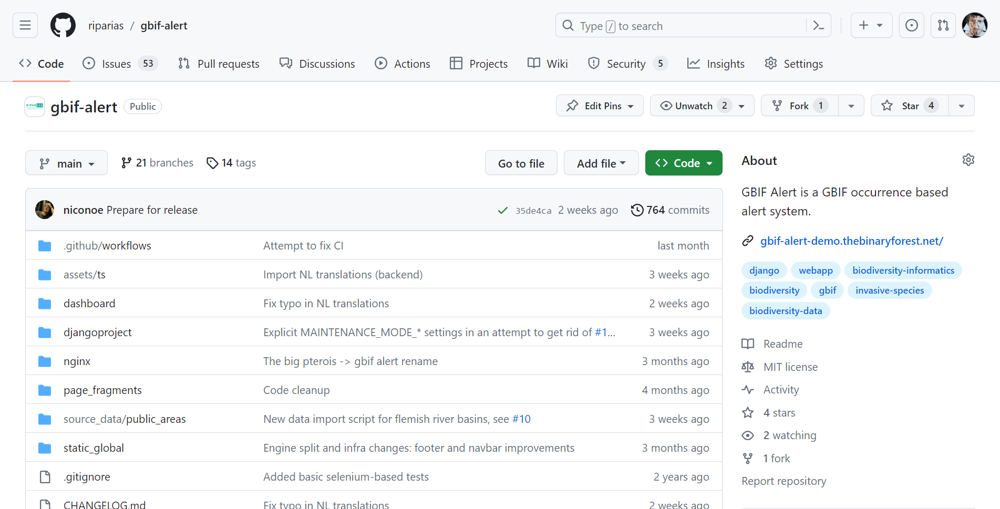 riparias / gbif-alert
Type / to search
Code
Issues 53
Pull requests
Discussions
Actions
Projects
Wiki
Security 5
Insights
Settings
RIPARIAS
gbif-alert Public
Edit Pins
Unwatch 2
Fork 1
Star 4
main
21 branches
14 tags
Go to file
Add file
Code
niconoe Prepare for release
35de4ca 2 weeks ago
764 commits
.github/workflows Attempt to fix CI last month
assets/ts Import NL translations (backend) 3 weeks ago
dashboard Fix typo in NL translations 2 weeks ago
djangoproject Explicit MAINTENANCE_MODE_* settings in an attempt to get rid of #1... 3 weeks ago
nginx The big pterois -> gbif alert rename 3 months ago
page_fragments Code cleanup 4 months ago
source_data/public_areas New data import script for flemish river basins, see #10 3 weeks ago
static_global Engine split and infra changes: footer and navbar improvements 3 months ago
.gitignore Added basic selenium-based tests 2 years ago
CHANGELOG.md Fix typo in NL translations 2 weeks ago
About
GBIF Alert is a GBIF occurrence based
alert system.
gbif-alert-demo.thebinaryforest.net/
django webapp biodiversity-informatics
biodiversity gbif invasive-species
biodiversity-data
Readme
MIT license
Activity
4 stars
2 watching
1 fork
Report repository